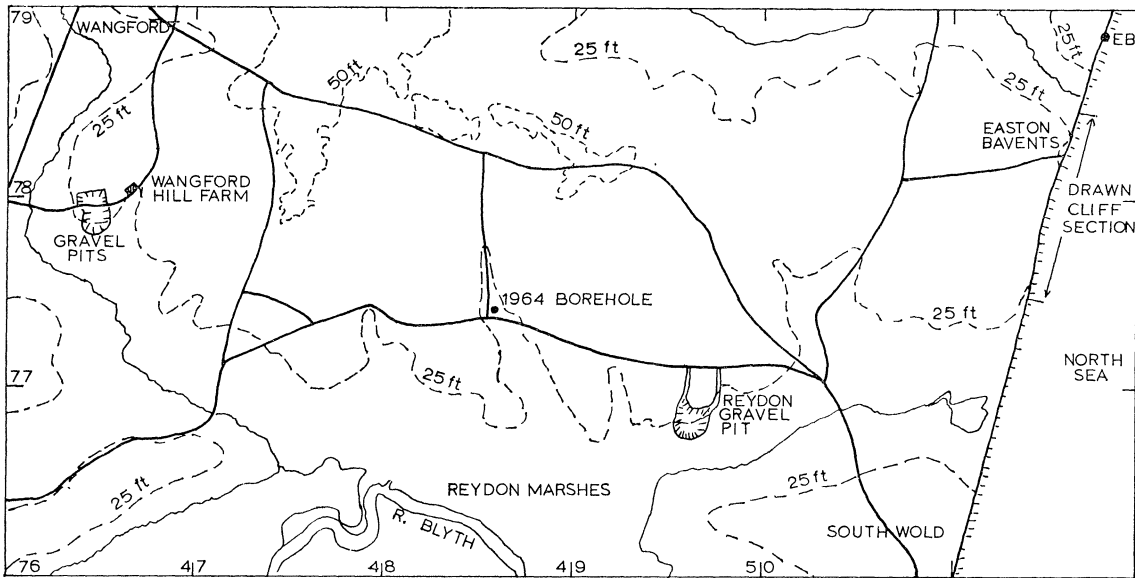 79
WANGFORD
25 ft
25 ft
EB
50 ft
25 ft
25 ft
50 ft
EASTON
BAVENTS
78
WANGFORD
HILL FARM
DRAWN
CLIFF
SECTION
GRAVEL
PITS
1964 BOREHOLE
25 ft
77
25 ft
NORTH
SEA
REYDON
GRAVEL
PIT
25 ft
25 ft
REYDON MARSHES
R. BLYTH
SOUTH WOLD
76
47
48
49
50